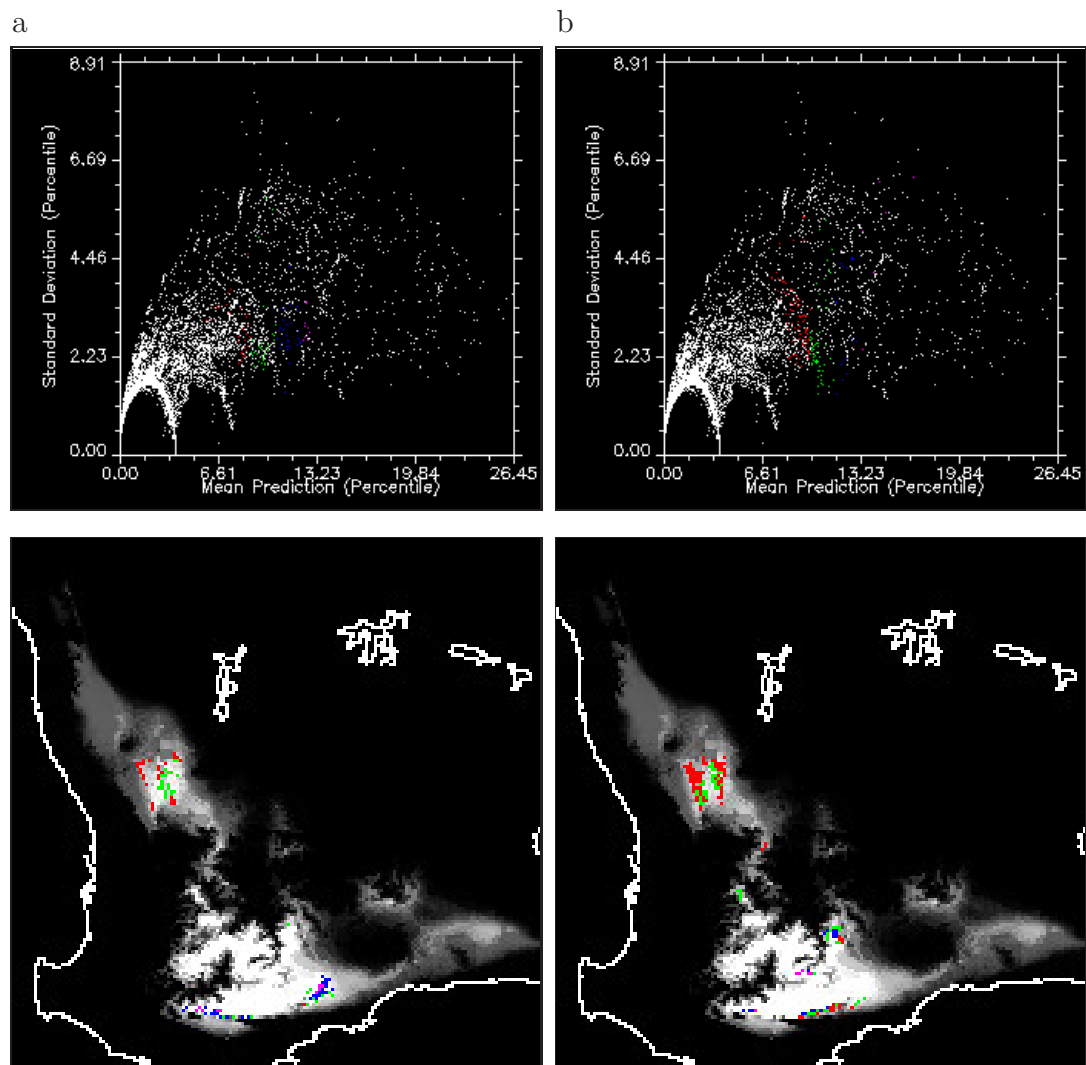 a
b
8.91
6.69
4.46
2.23
0.00
Standard Deviation (Percentile)
0.00 6.61 13.23 19.84 26.45
Mean Prediction (Percentile)
8.91
6.69
4.46
2.23
0.00
Standard Deviation (Percentile)
0.00 6.61 13.23 19.84 26.45
Mean Prediction (Percentile)